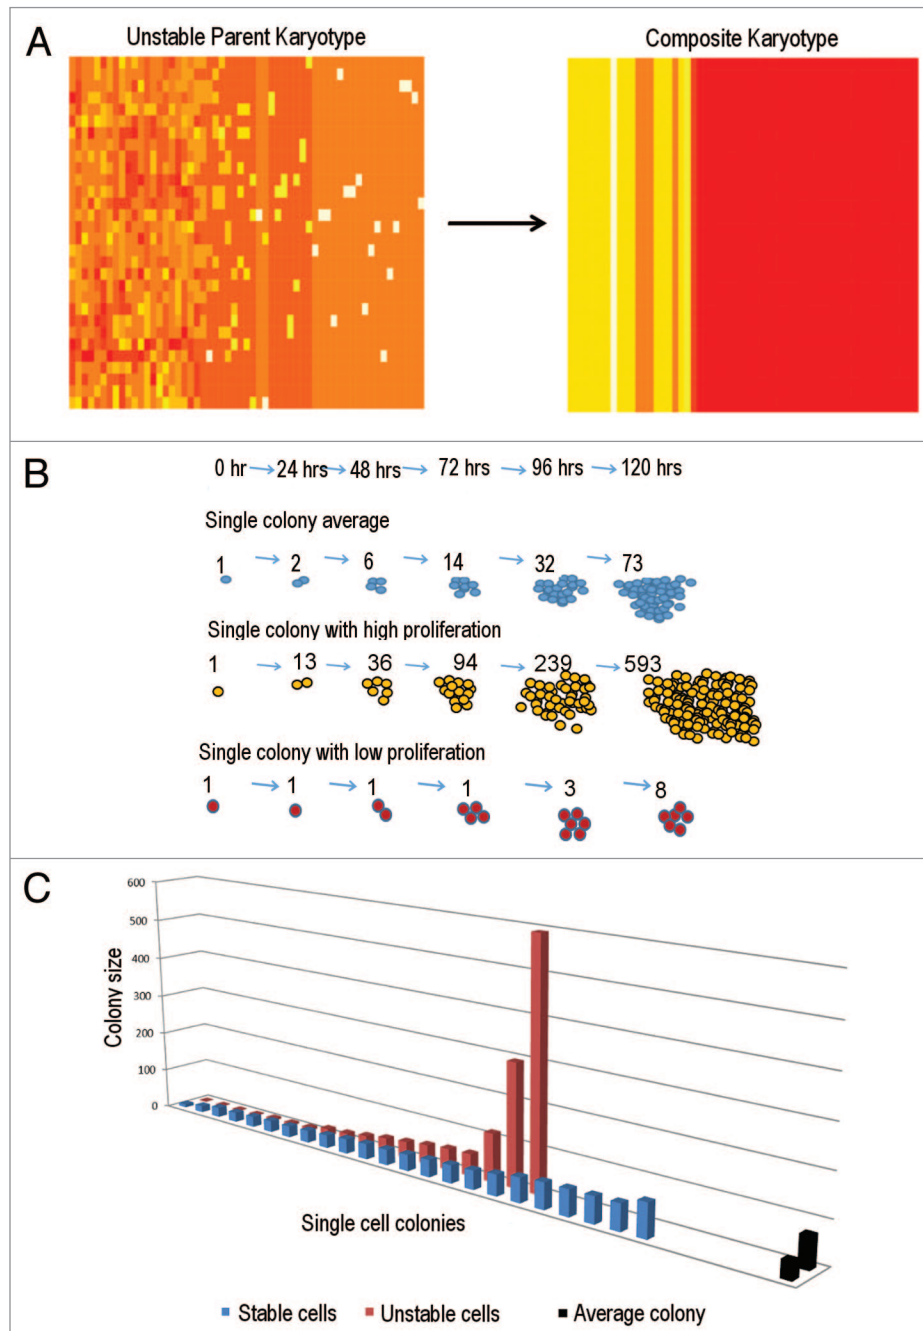 A
Unstable Parent Karyotype
Composite Karyotype
B
0 hr 24 hrs 48 hrs 72 hrs 96 hrs 120 hrs
Single colony average
1 2 6 14 32 73
Single colony with high proliferation
1 13 36 94 239 593
Single colony with low proliferation
1 1 1 1 3 8
C
600
500
400
300
200
100
0
Colony size
Single cell colonies
Stable cells Unstable cells Average colony